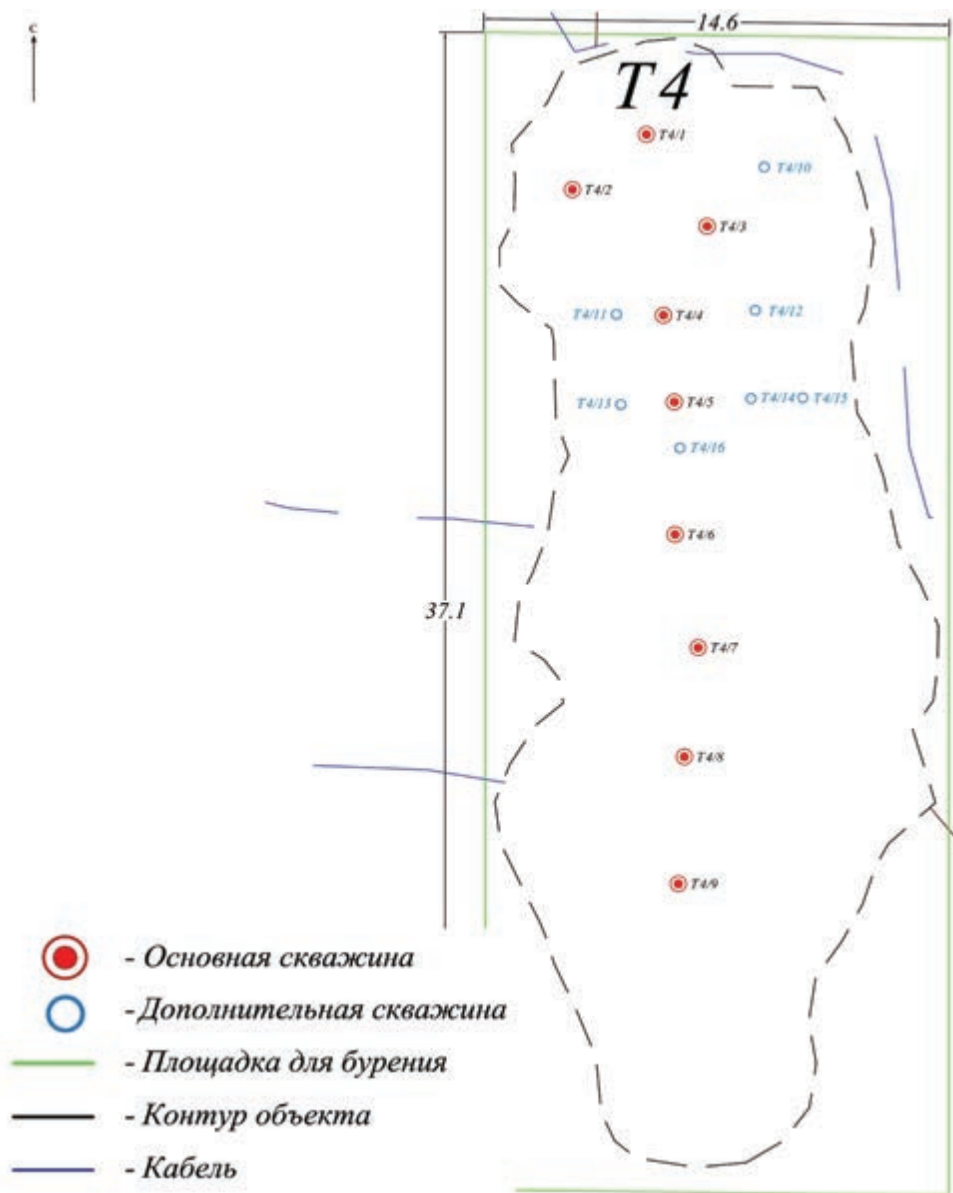 с
14.6
T4
T4/1
T4/10
T4/2
T4/3
T4/11
T4/4
T4/12
T4/13
T4/5
T4/14
T4/15
T4/16
T4/6
37.1
T4/7
T4/8
T4/9
- Основная скважина
- Дополнительная скважина
- Площадка для бурения
- Контур объекта
- Кабель